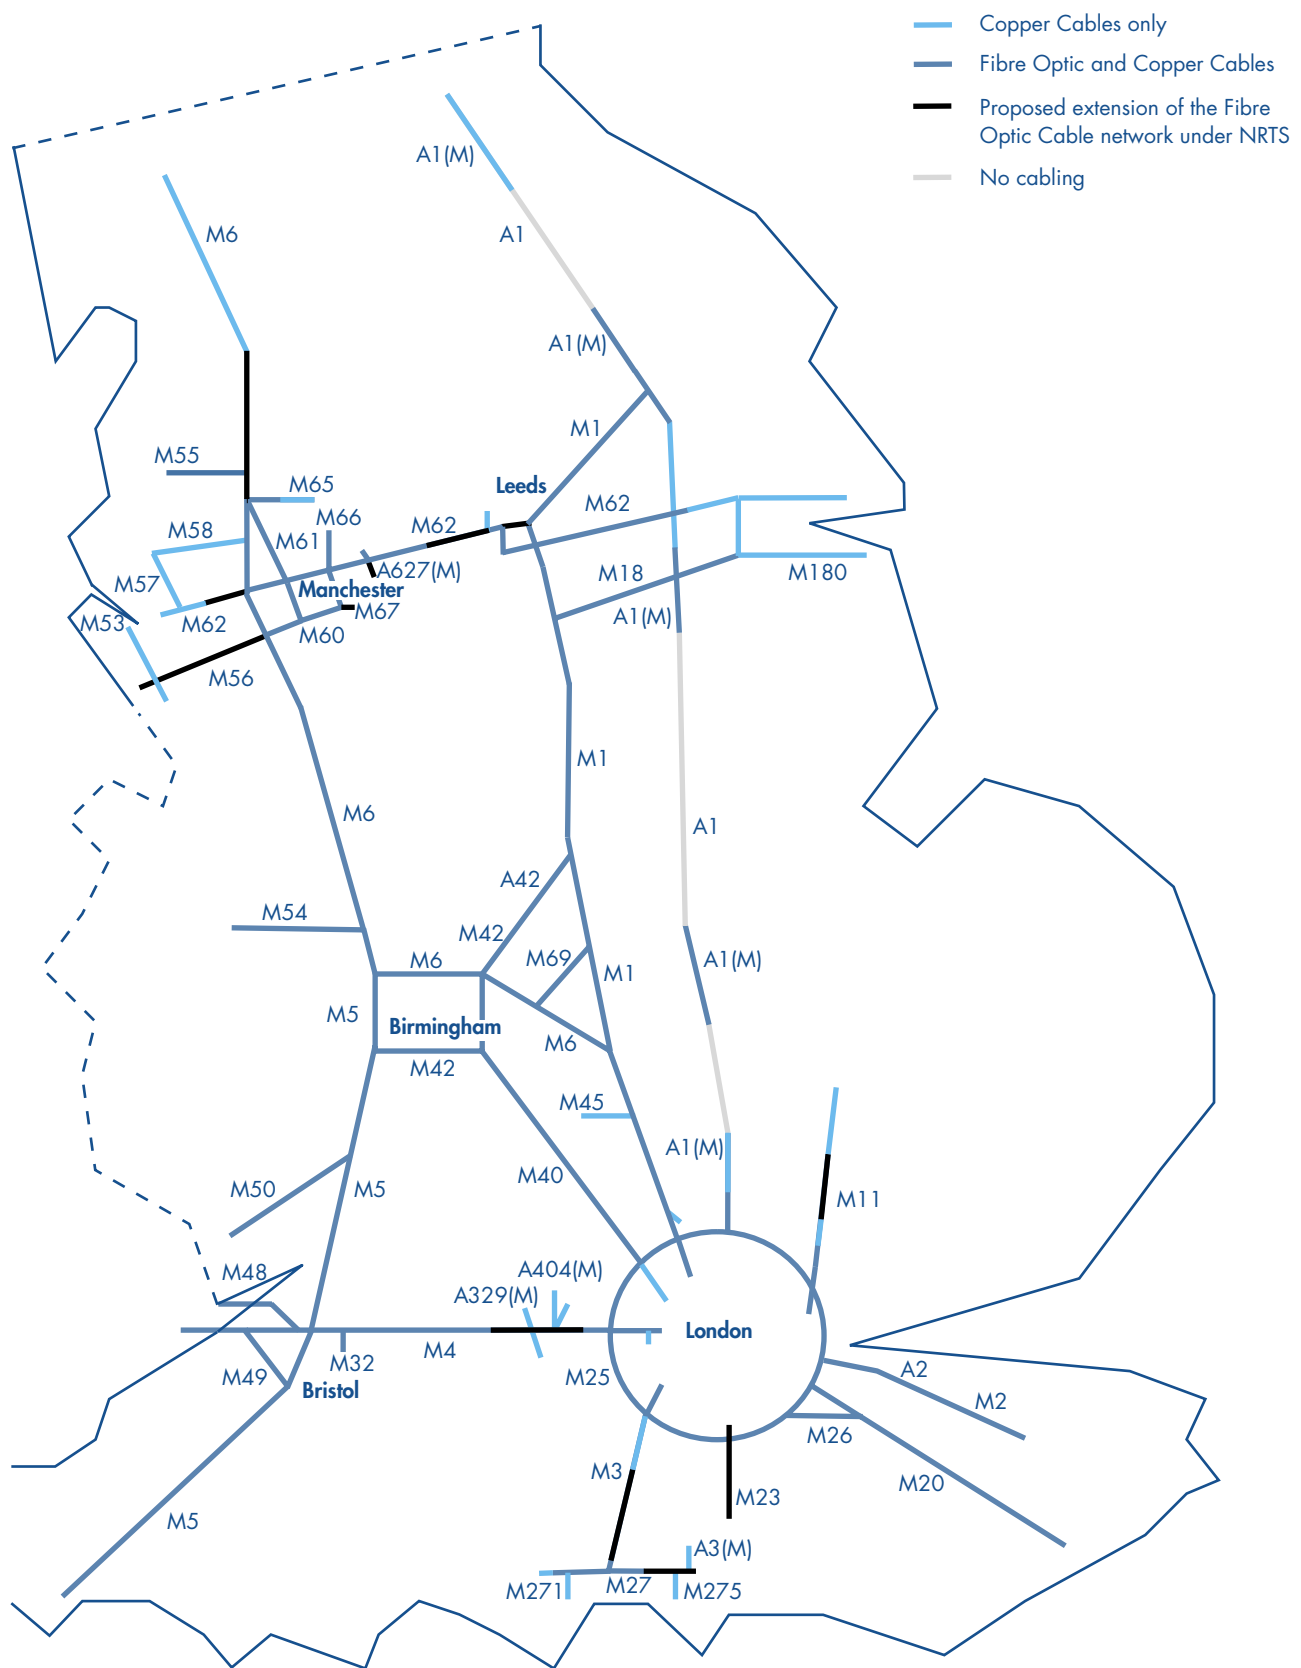 Copper Cables only
Fibre Optic and Copper Cables
Proposed extension of the Fibre
Optic Cable network under NRTS
No cabling
A1(M)
M6
A1
A1(M)
M1
M55
M65
Leeds
M62
M66
M62
M58
M61
A627(M)
M57
M18
M180
Manchester
M53
M62
M67
A1(M)
M60
M56
M1
M6
A1
A42
M54
M42
M6
M69
A1(M)
M1
M5
Birmingham
M6
M42
M45
A1(M)
M40
M50
M5
M11
M48
A404(M)
A329(M)
London
M4
M32
M49
M25
A2
Bristol
M2
M26
M3
M20
M23
M5
A3(M)
M271
M27
M275